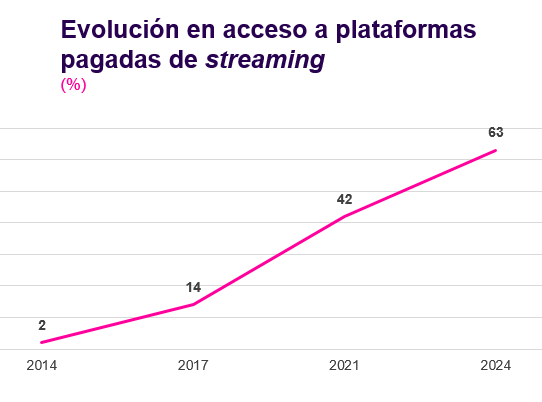 Evolución en acceso a plataformas
pagadas de streaming
(%)
63
42
14
2
2014 2017 2021 2024